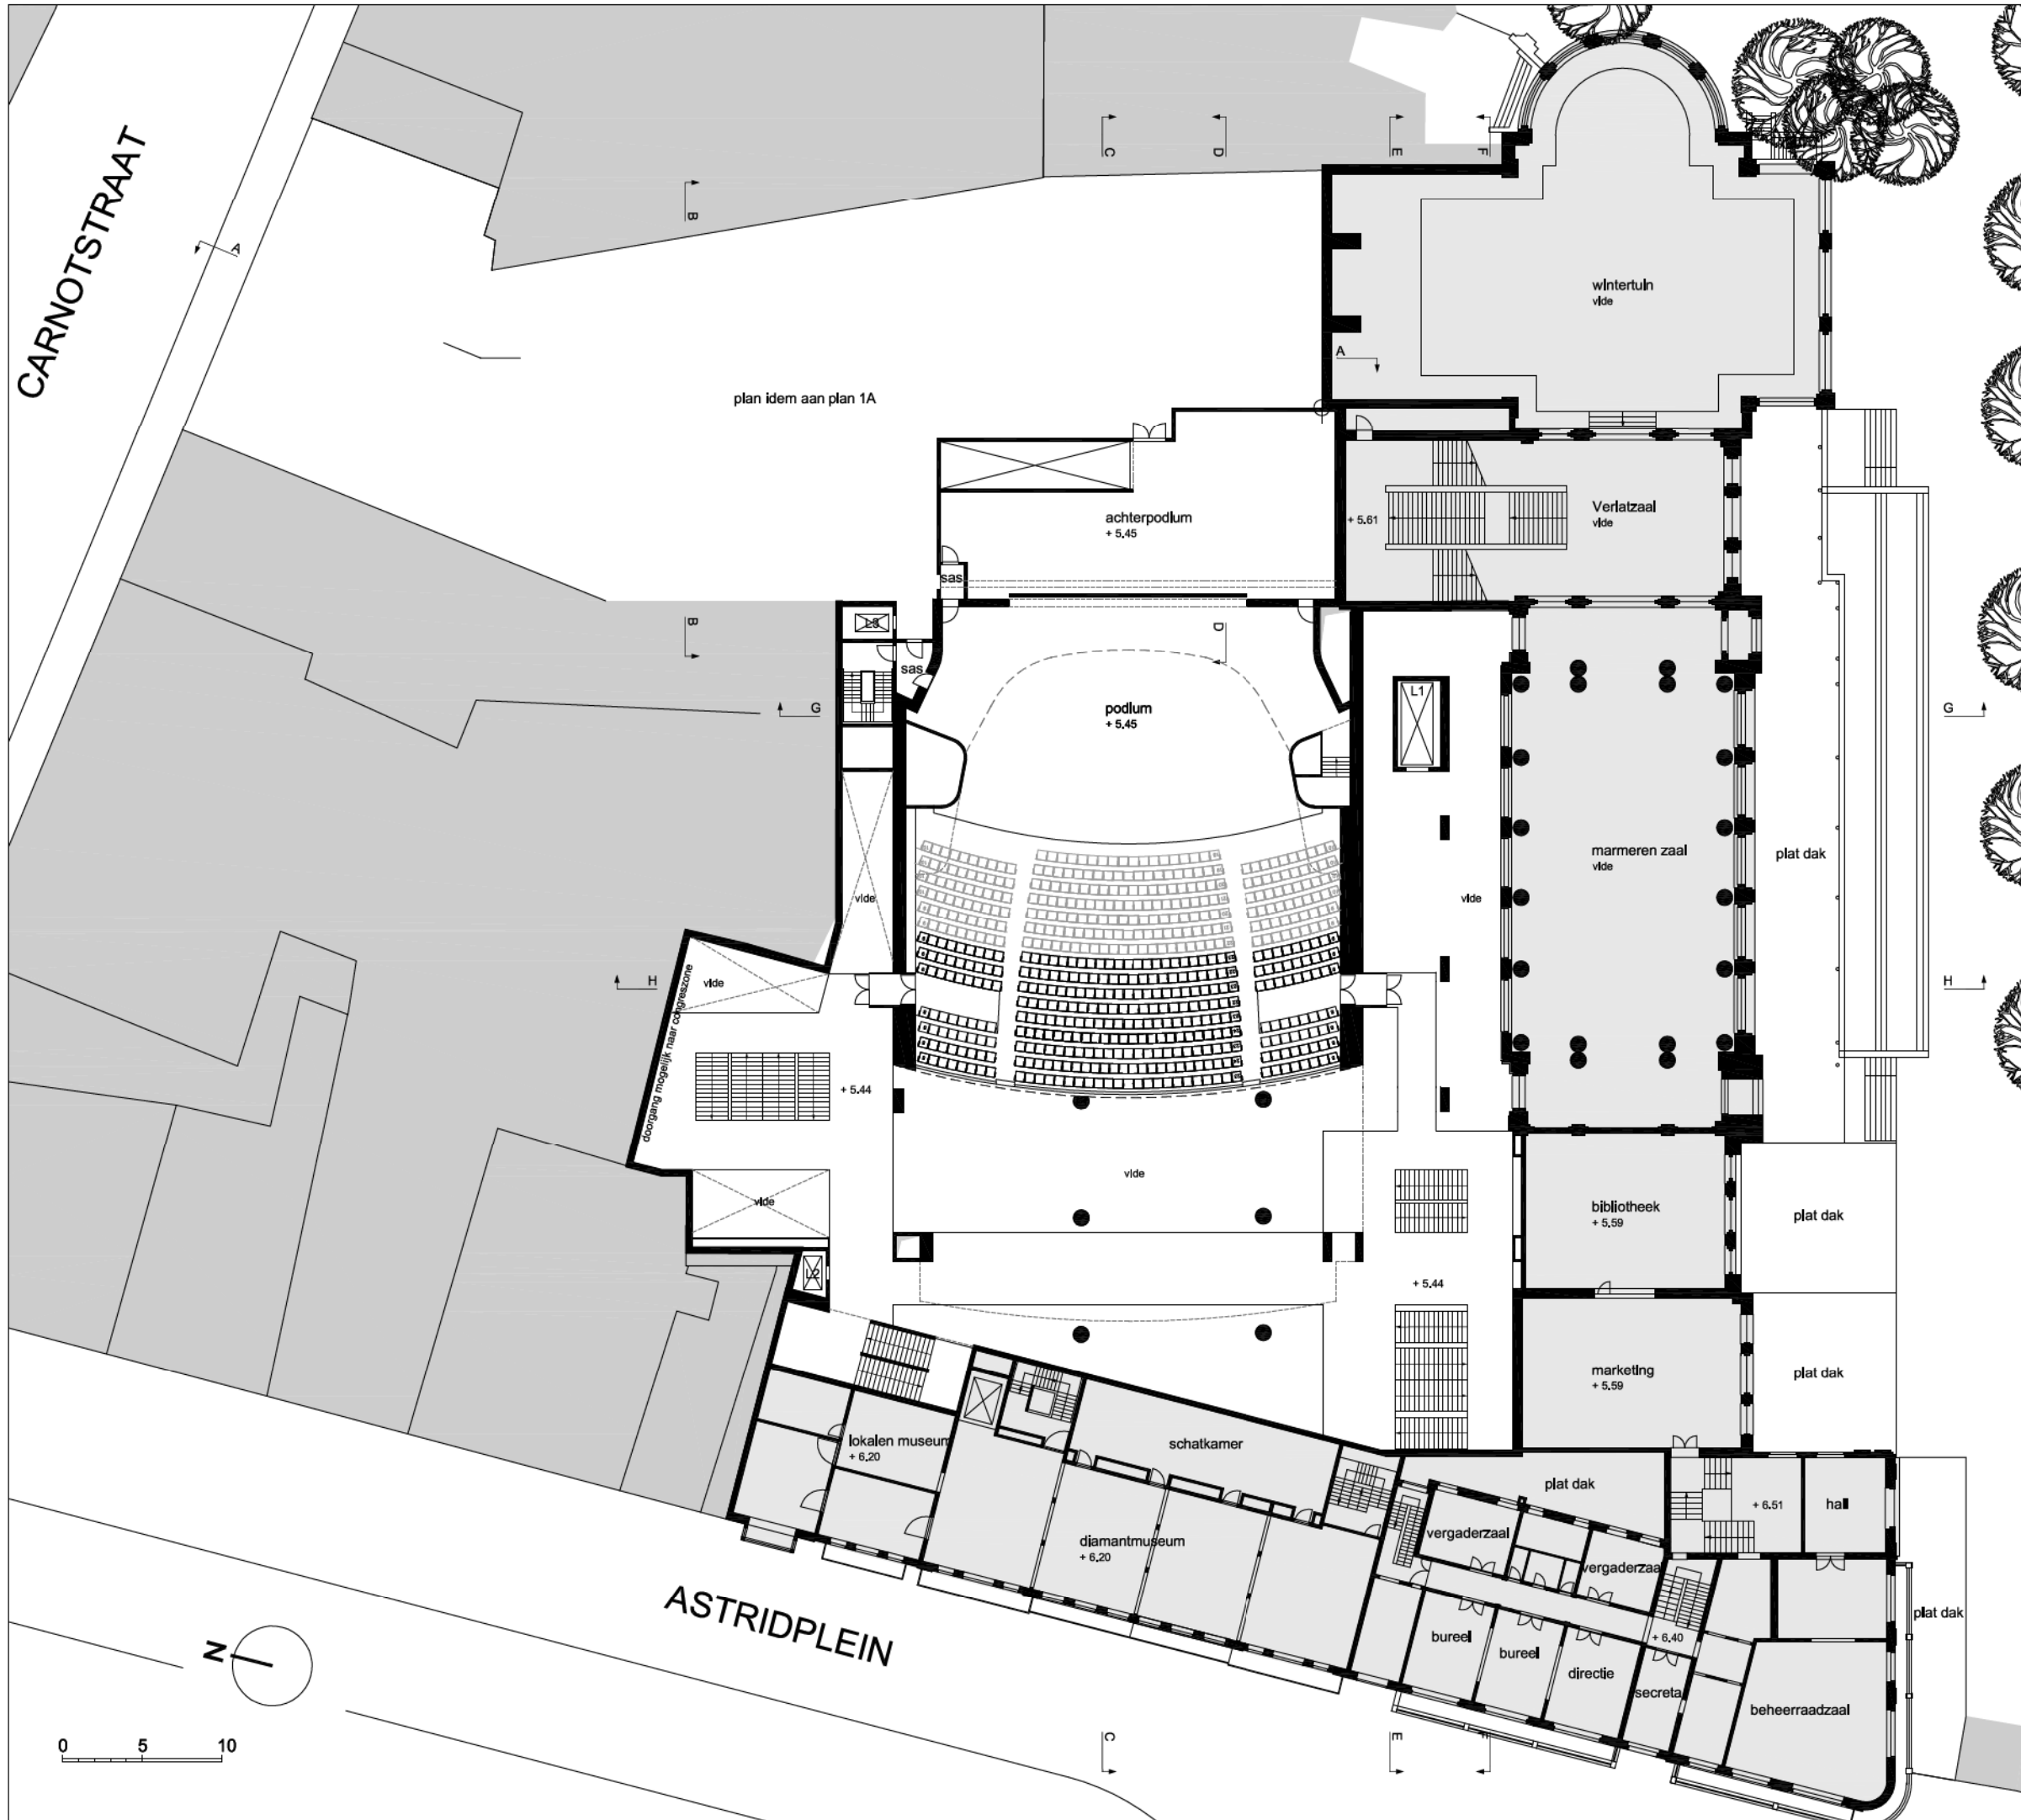 CARNOTSTRAAT
C
D
E
F
B
A
wintertuin
vide
A
plan idem aan plan 1A
achterpodium
+ 5.45
+ 5.61
Verlatzaal
vide
sas
L3
B
D
sas
L1
G
podium
+ 5.45
G
marmeren zaal
vide
plat dak
vide
vide
H
vide
H
doorgang mogelijk naar congreszone
+ 5.44
vide
vide
bibliotheek
+ 5.59
plat dak
L2
+ 5.44
marketing
+ 5.59
plat dak
lokalen museum
+ 6.20
schatkamer
plat dak
+ 6.51
hall
vergaderzaal
diamantmuseum
+ 6.20
vergaderzaal
ASTRIDPLEIN
plat dak
bureel
bureel
+ 6.40
directie
N
secreta
beheerraadzaal
0 5 10
C
E
F